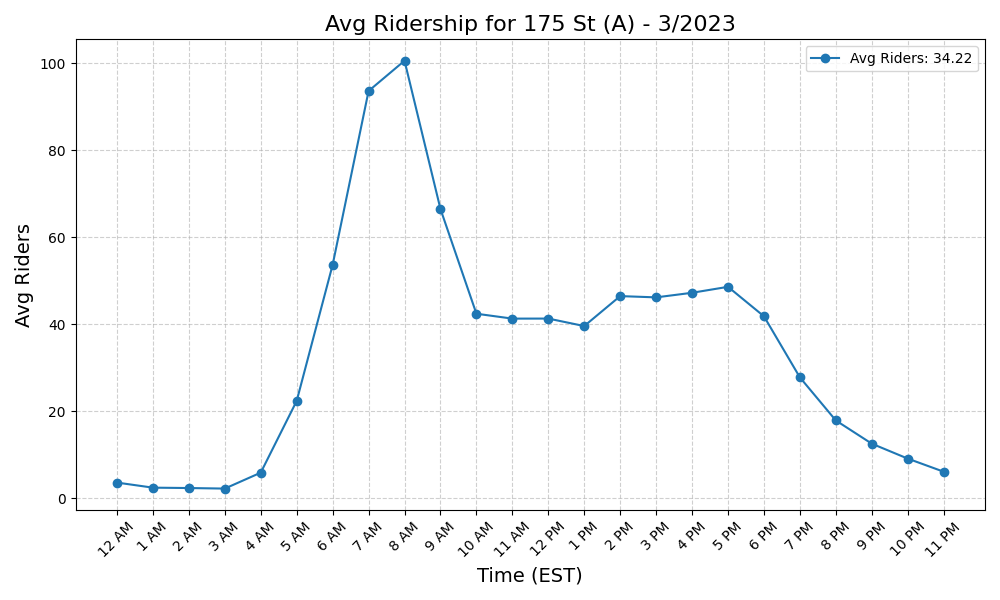 Avg Ridership for 175 St (A) - 3/2023
Avg Riders: 34.22
Avg Riders
100
80
60
40
20
0
12 AM
1 AM
2 AM
3 AM
4 AM
5 AM
6 AM
7 AM
8 AM
9 AM
10 AM
11 AM
12 PM
1 PM
2 PM
3 PM
4 PM
5 PM
6 PM
7 PM
8 PM
9 PM
10 PM
11 PM
Time (EST)